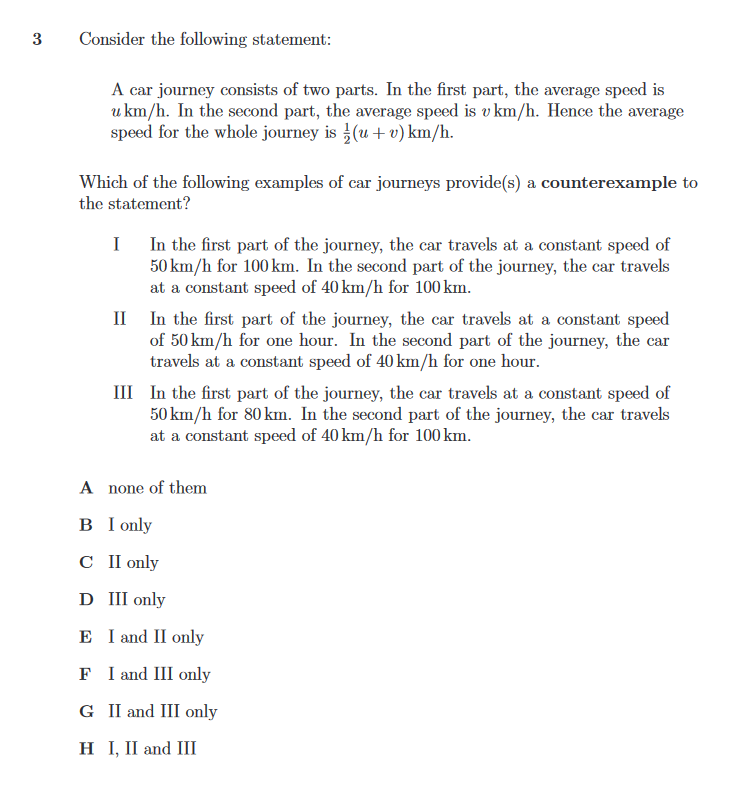 3 Consider the following statement:
A car journey consists of two parts. In the first part, the average speed is
u km/h. In the second part, the average speed is v km/h. Hence the average
speed for the whole journey is ½(u + v) km/h.
Which of the following examples of car journeys provide(s) a counterexample to
the statement?
I In the first part of the journey, the car travels at a constant speed of
50 km/h for 100 km. In the second part of the journey, the car travels
at a constant speed of 40 km/h for 100 km.
II In the first part of the journey, the car travels at a constant speed
of 50 km/h for one hour. In the second part of the journey, the car
travels at a constant speed of 40 km/h for one hour.
III In the first part of the journey, the car travels at a constant speed of
50 km/h for 80 km. In the second part of the journey, the car travels
at a constant speed of 40 km/h for 100 km.
A none of them
B I only
C II only
D III only
E I and II only
F I and III only
G II and III only
H I, II and III